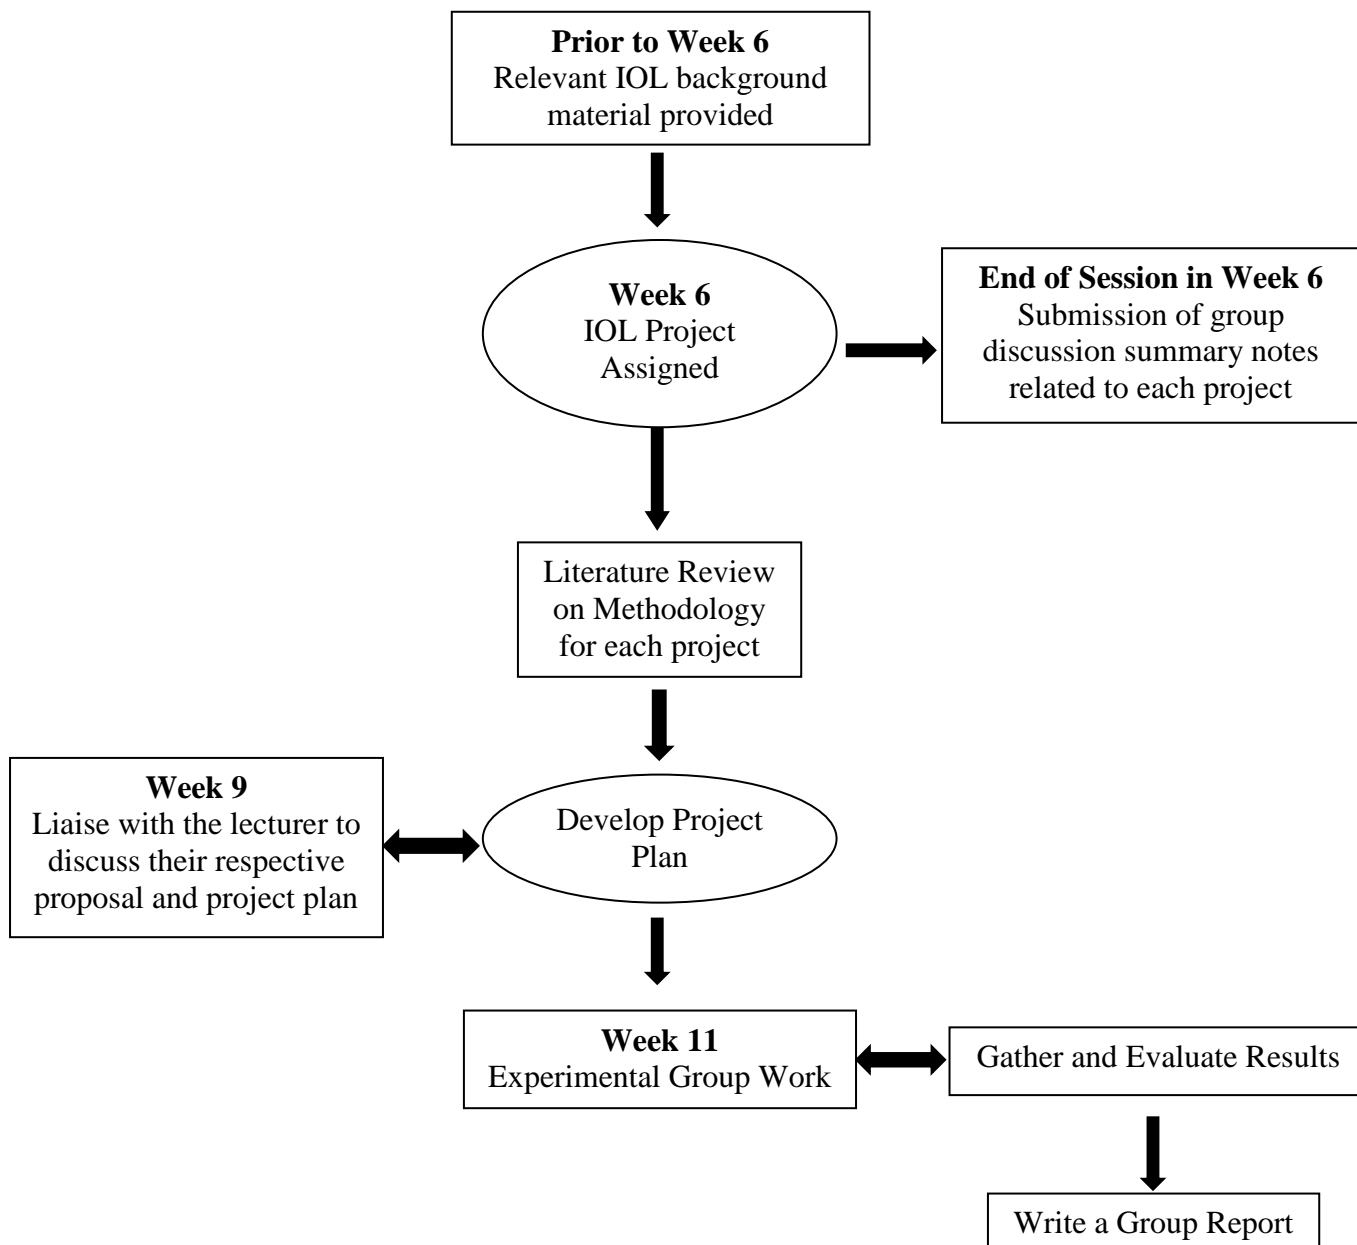 Prior to Week 6
Relevant IOL background
material provided
Week 6
IOL Project
Assigned
End of Session in Week 6
Submission of group
discussion summary notes
related to each project
Literature Review
on Methodology
for each project
Week 9
Liaise with the lecturer to
discuss their respective
proposal and project plan
Develop Project
Plan
Week 11
Experimental Group Work
Gather and Evaluate Results
Write a Group Report